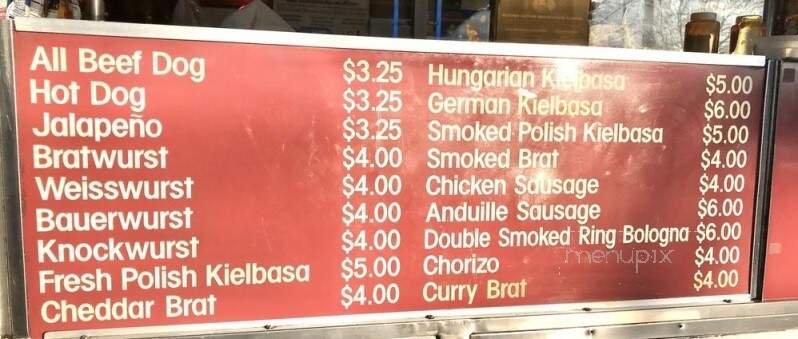 All Beef Dog $3.25
Hot Dog $3.25
Jalapeño $3.25
Bratwurst $4.00
Weisswurst $4.00
Bauerwurst $4.00
Knockwurst $4.00
Fresh Polish Kielbasa $5.00
Cheddar Brat $4.00
Hungarian Kielbasa $5.00
German Kielbasa $6.00
Smoked Polish Kielbasa $5.00
Smoked Brat $4.00
Chicken Sausage $4.00
Anduille Sausage $6.00
Double Smoked Ring Bologna $6.00
Chorizo $4.00
Curry Brat $4.00
menupix